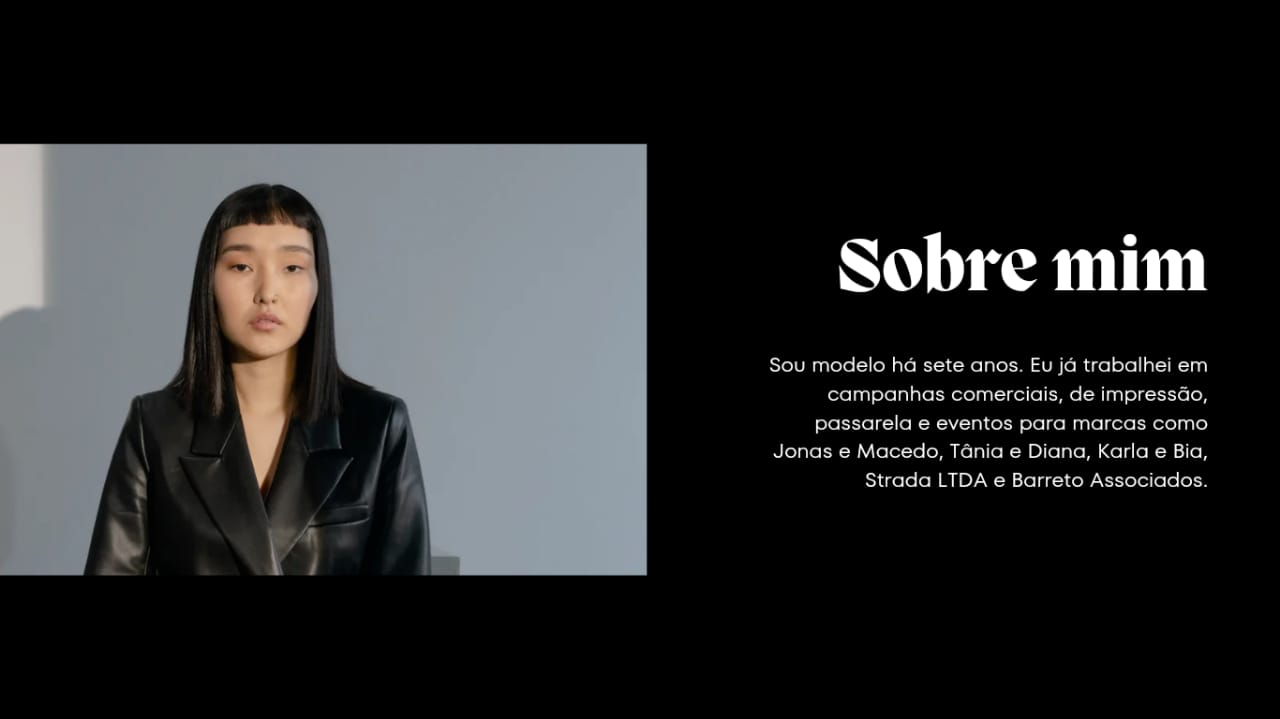 Sobre mim
Sou modelo há sete anos. Eu já trabalhei em
campanhas comerciais, de impressão,
passarela e eventos para marcas como
Jonas e Macedo, Tânia e Diana, Karla e Bia,
Strada LTDA e Barreto Associados.